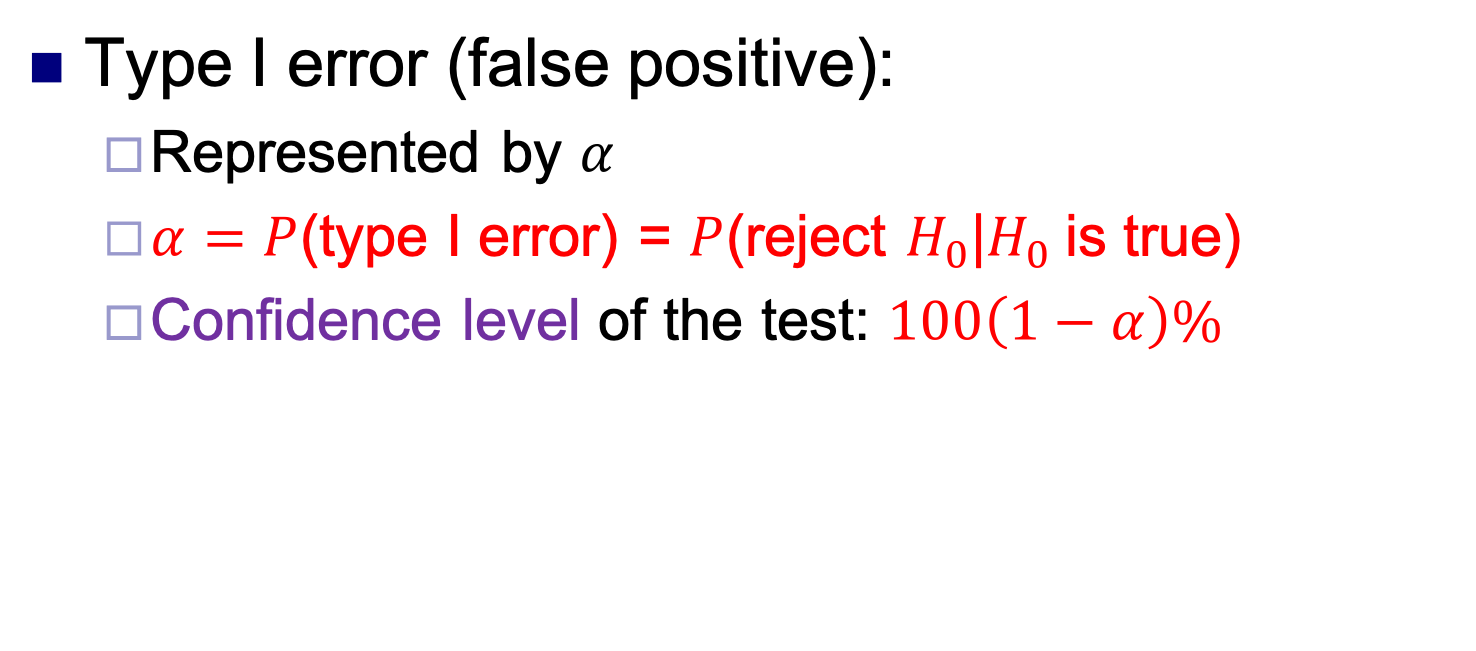 Type I error (false positive):
Represented by α
α = P(type I error) = P(reject H₀|H₀ is true)
Confidence level of the test: 100(1 − α)%